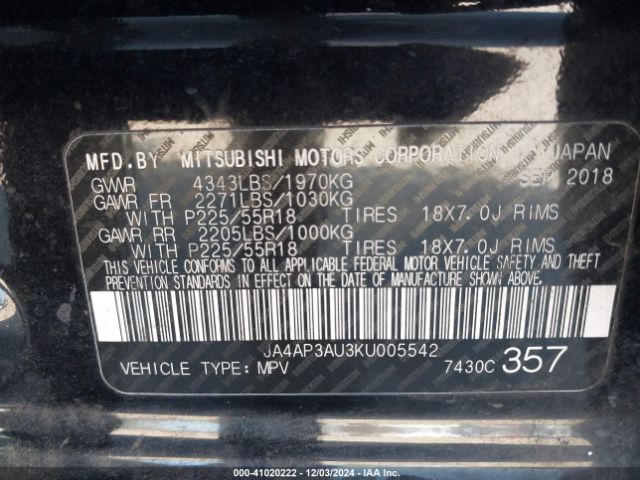 MFD.BY MITSUBISHI MOTORS CORPORATION JAPAN
GWR 4343LBS/1970KG SEP 2018
GAWR FR 2271LBS/1030KG
WITH P225/55R18 TIRES 18X7.0J RIMS
GAWR RR 2205LBS/1000KG
WITH P225/55R18 TIRES 18X7.0J RIMS
THIS VEHICLE CONFORMS TO ALL APPLICABLE FEDERAL MOTOR VEHICLE SAFETY AND THEFT
PREVENTION STANDARDS IN EFFECT ON THE DATE OF MANUFACTURE SHOWN ABOVE.
JA4AP3AU3KU005542
VEHICLE TYPE: MPV 7430C 357
000-41020222 - 12/03/2024 - IAA Inc.